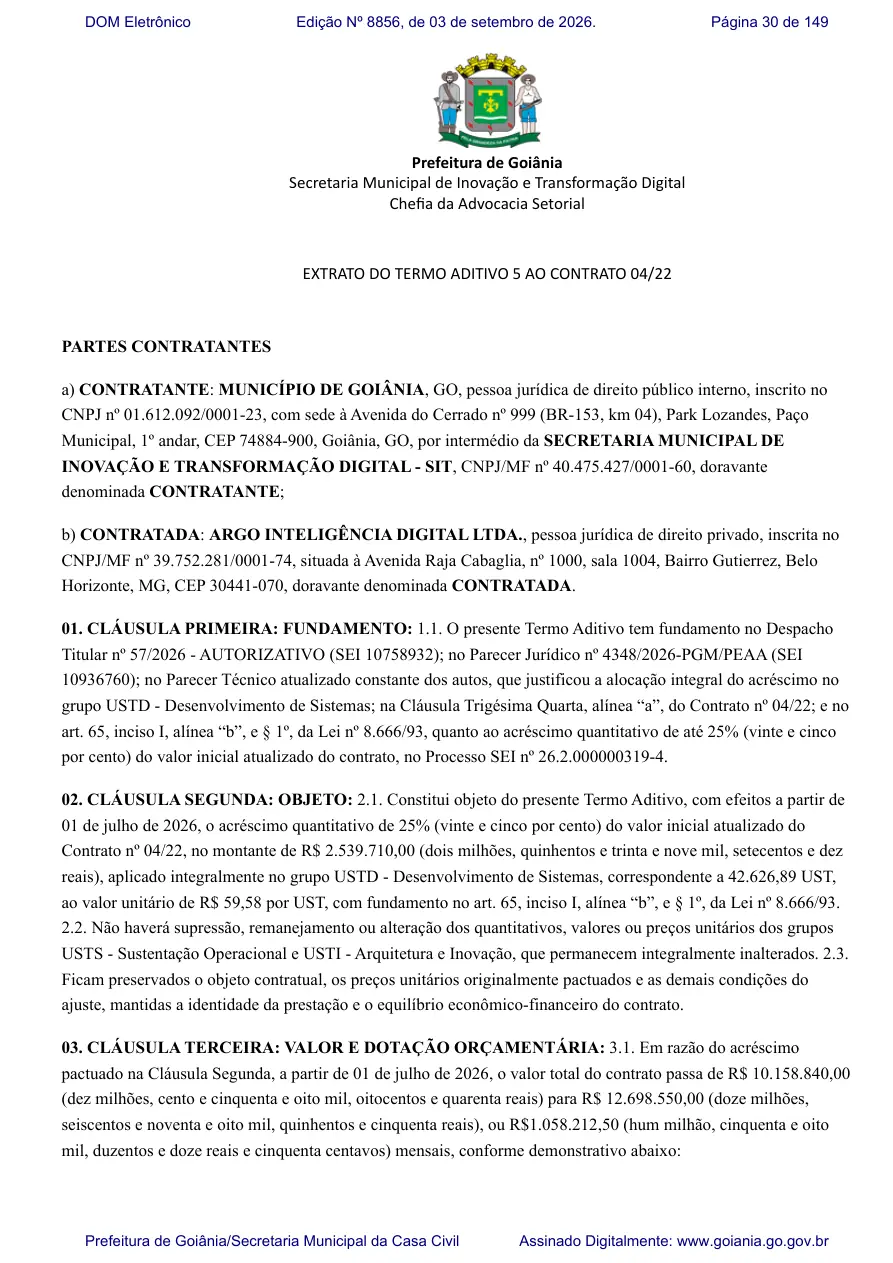 DOM Eletrônico Edição Nº 8856, de 03 de setembro de 2026. Página 30 de 149
Prefeitura de Goiânia
Secretaria Municipal de Inovação e Transformação Digital
Chefia da Advocacia Setorial
EXTRATO DO TERMO ADITIVO 5 AO CONTRATO 04/22
PARTES CONTRATANTES
a) CONTRATANTE: MUNICÍPIO DE GOIÂNIA, GO, pessoa jurídica de direito público interno, inscrito no
CNPJ nº 01.612.092/0001-23, com sede à Avenida do Cerrado nº 999 (BR-153, km 04), Park Lozandes, Paço
Municipal, 1º andar, CEP 74884-900, Goiânia, GO, por intermédio da SECRETARIA MUNICIPAL DE
INOVAÇÃO E TRANSFORMAÇÃO DIGITAL - SIT, CNPJ/MF nº 40.475.427/0001-60, doravante
denominada CONTRATANTE;
b) CONTRATADA: ARGO INTELIGÊNCIA DIGITAL LTDA., pessoa jurídica de direito privado, inscrita no
CNPJ/MF nº 39.752.281/0001-74, situada à Avenida Raja Cabaglia, nº 1000, sala 1004, Bairro Gutierrez, Belo
Horizonte, MG, CEP 30441-070, doravante denominada CONTRATADA.
01. CLÁUSULA PRIMEIRA: FUNDAMENTO: 1.1. O presente Termo Aditivo tem fundamento no Despacho
Titular nº 57/2026 - AUTORIZATIVO (SEI 10758932); no Parecer Jurídico nº 4348/2026-PGM/PEAA (SEI
10936760); no Parecer Técnico atualizado constante dos autos, que justificou a alocação integral do acréscimo no
grupo USTD - Desenvolvimento de Sistemas; na Cláusula Trigésima Quarta, alínea “a”, do Contrato nº 04/22; e no
art. 65, inciso I, alínea “b”, e § 1º, da Lei nº 8.666/93, quanto ao acréscimo quantitativo de até 25% (vinte e cinco
por cento) do valor inicial atualizado do contrato, no Processo SEI nº 26.2.000000319-4.
02. CLÁUSULA SEGUNDA: OBJETO: 2.1. Constitui objeto do presente Termo Aditivo, com efeitos a partir de
01 de julho de 2026, o acréscimo quantitativo de 25% (vinte e cinco por cento) do valor inicial atualizado do
Contrato nº 04/22, no montante de R$ 2.539.710,00 (dois milhões, quinhentos e trinta e nove mil, setecentos e dez
reais), aplicado integralmente no grupo USTD - Desenvolvimento de Sistemas, correspondente a 42.626,89 UST,
ao valor unitário de R$ 59,58 por UST, com fundamento no art. 65, inciso I, alínea “b”, e § 1º, da Lei nº 8.666/93.
2.2. Não haverá supressão, remanejamento ou alteração dos quantitativos, valores ou preços unitários dos grupos
USTS - Sustentação Operacional e USTI - Arquitetura e Inovação, que permanecem integralmente inalterados. 2.3.
Ficam preservados o objeto contratual, os preços unitários originalmente pactuados e as demais condições do
ajuste, mantidas a identidade da prestação e o equilíbrio econômico-financeiro do contrato.
03. CLÁUSULA TERCEIRA: VALOR E DOTAÇÃO ORÇAMENTÁRIA: 3.1. Em razão do acréscimo
pactuado na Cláusula Segunda, a partir de 01 de julho de 2026, o valor total do contrato passa de R$ 10.158.840,00
(dez milhões, cento e cinquenta e oito mil, oitocentos e quarenta reais) para R$ 12.698.550,00 (doze milhões,
seiscentos e noventa e oito mil, quinhentos e cinquenta reais), ou R$1.058.212,50 (hum milhão, cinquenta e oito
mil, duzentos e doze reais e cinquenta centavos) mensais, conforme demonstrativo abaixo:
Prefeitura de Goiânia/Secretaria Municipal da Casa Civil Assinado Digitalmente: www.goiania.go.gov.br